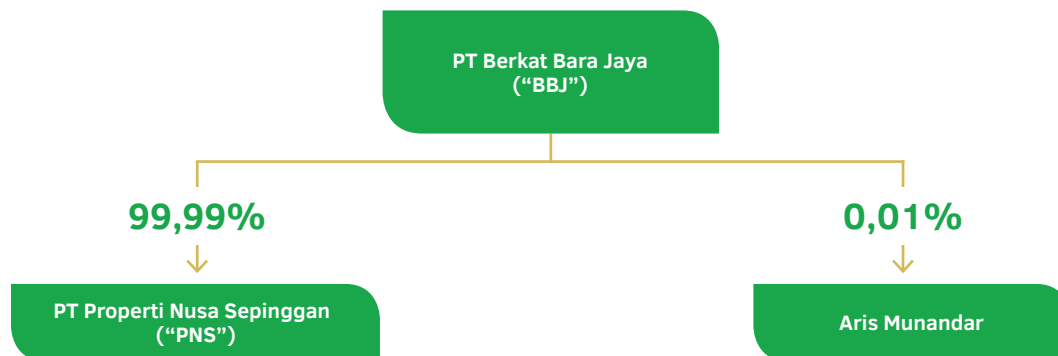 PT Berkat Bara Jaya
(“BBJ”)
99,99%
0,01%
PT Properti Nusa Sepinggan
(“PNS”)
Aris Munandar